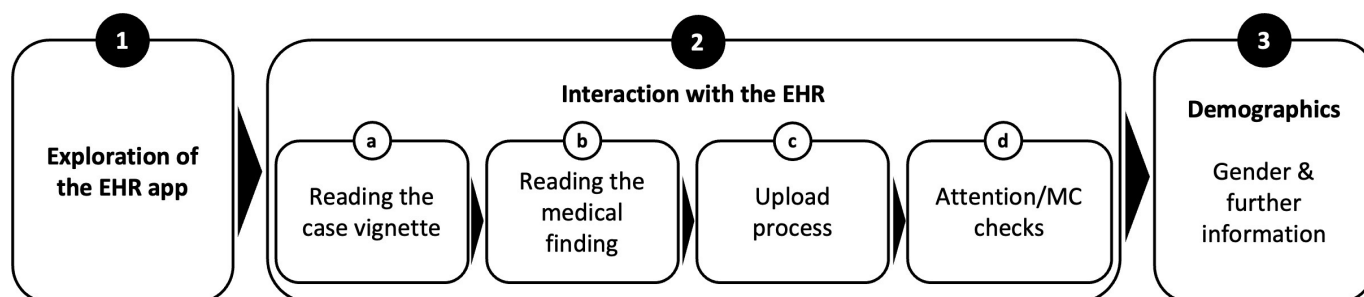 1
Exploration of
the EHR app
2
Interaction with the EHR
a
Reading the
case vignette
b
Reading the
medical
finding
c
Upload
process
d
Attention/MC
checks
3
Demographics
Gender &
further
information